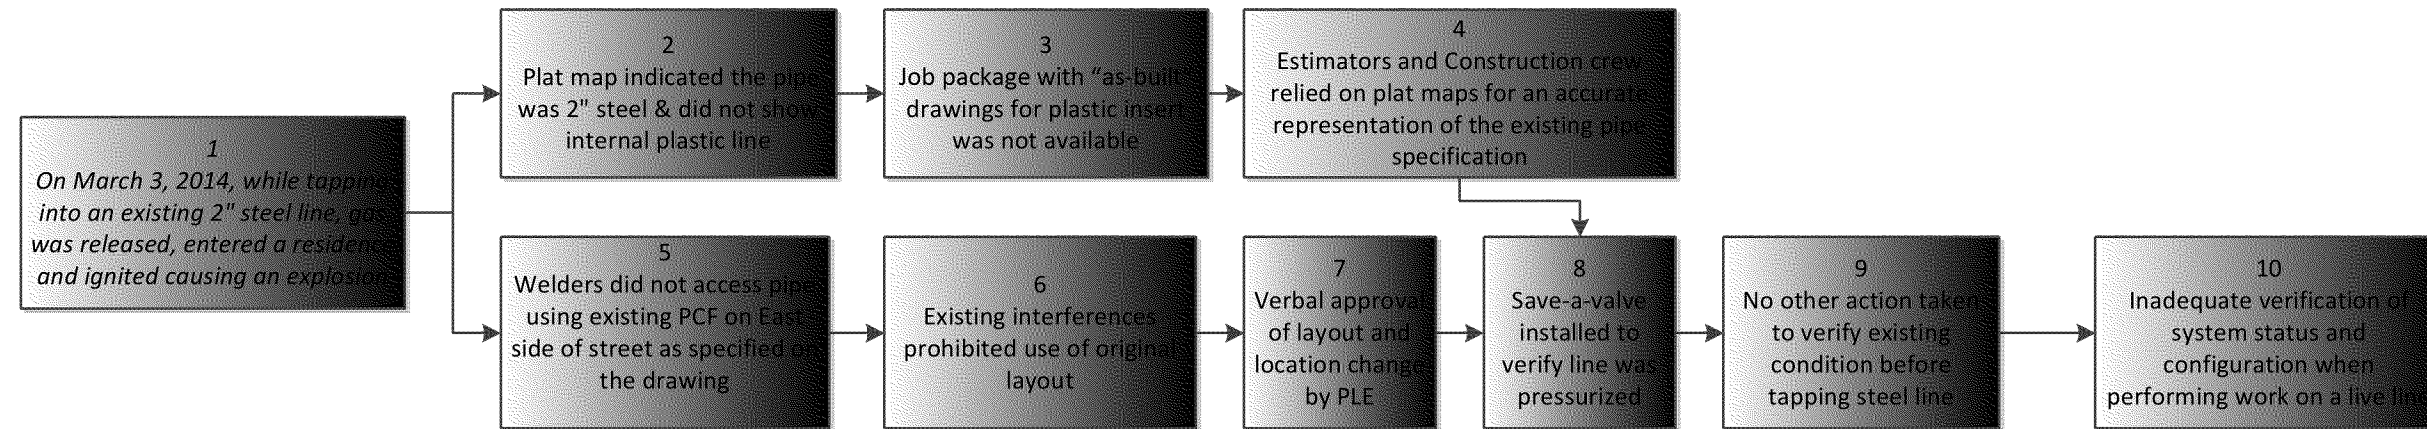 1
On March 3, 2014, while tapping
into an existing 2" steel line, gas
was released, entered a residence
and ignited causing an explosion
2
Plat map indicated the pipe
was 2" steel & did not show
internal plastic line
3
Job package with “as-built”
drawings for plastic insert
was not available
4
Estimators and Construction crew
relied on plat maps for an accurate
representation of the existing pipe
specification
5
Welders did not access pipe
using existing PCF on East
side of street as specified on
the drawing
6
Existing interferences
prohibited use of original
layout
7
Verbal approval
of layout and
location change
by PLE
8
Save-a-valve
installed to
verify line was
pressurized
9
No other action taken
to verify existing
condition before
tapping steel line
10
Inadequate verification of
system status and
configuration when
performing work on a live line